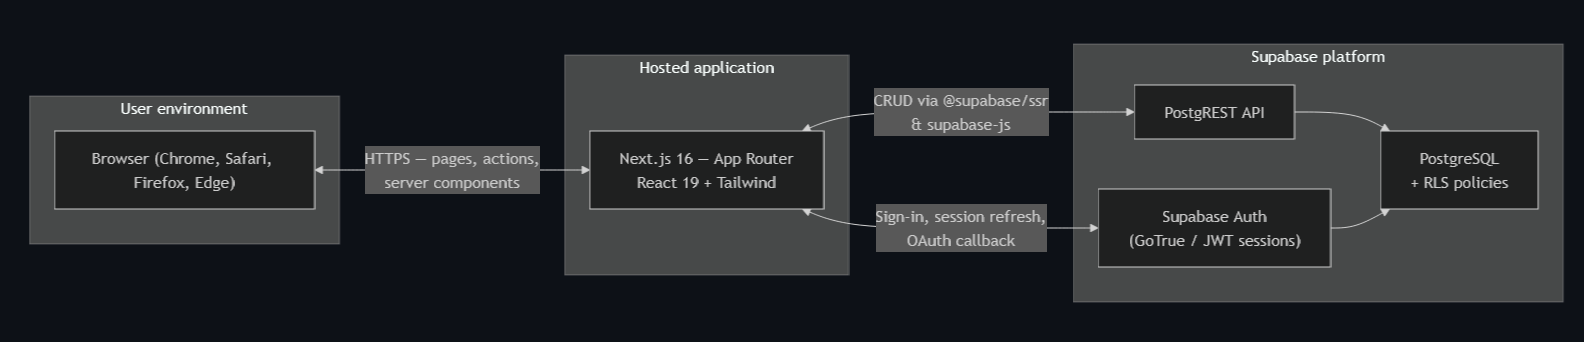 User environment
Browser (Chrome, Safari,
Firefox, Edge)
HTTPS — pages, actions,
server components
Hosted application
Next.js 16 — App Router
React 19 + Tailwind
CRUD via @supabase/ssr
& supabase-js
Sign-in, session refresh,
OAuth callback
Supabase platform
PostgREST API
Supabase Auth
(GoTrue / JWT sessions)
PostgreSQL
+ RLS policies